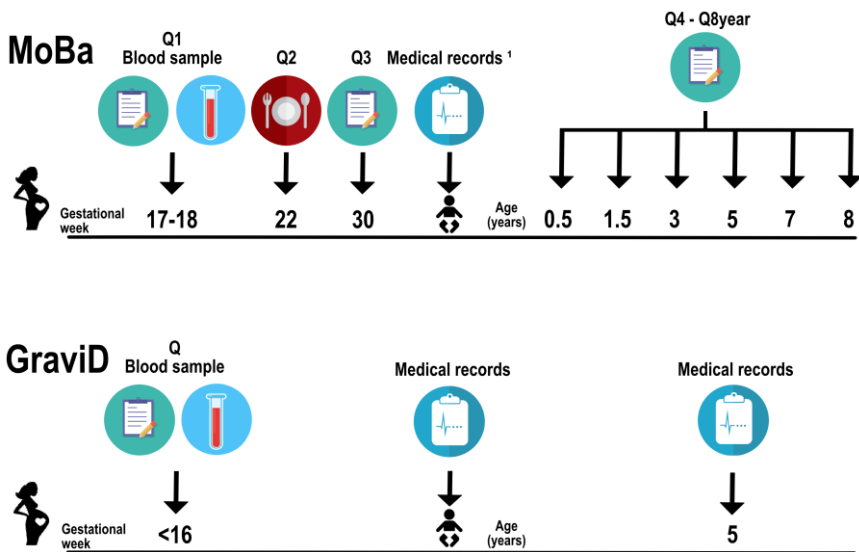 Q4 - Q8year
MoBa
Q1
Blood sample
Q2
Q3
Medical records ¹
Gestational
week
17-18
22
30
Age
(years)
0.5
1.5
3
5
7
8
GraviD
Q
Blood sample
Medical records
Medical records
Gestational
week
<16
Age
(years)
5